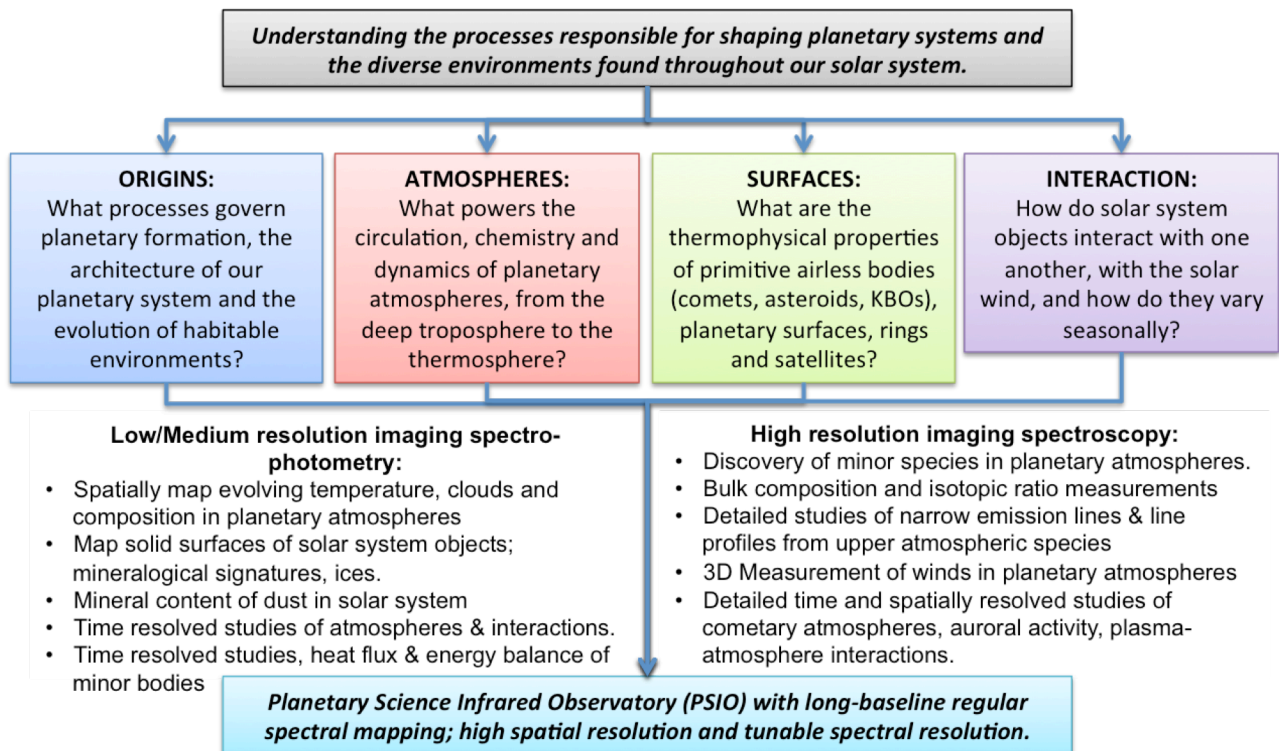 Understanding the processes responsible for shaping planetary systems and
the diverse environments found throughout our solar system.
ORIGINS:
What processes govern
planetary formation, the
architecture of our
planetary system and the
evolution of habitable
environments?
ATMOSPHERES:
What powers the
circulation, chemistry and
dynamics of planetary
atmospheres, from the
deep troposphere to the
thermosphere?
SURFACES:
What are the
thermophysical properties
of primitive airless bodies
(comets, asteroids, KBOs),
planetary surfaces, rings
and satellites?
INTERACTION:
How do solar system
objects interact with one
another, with the solar
wind, and how do they vary
seasonally?
Low/Medium resolution imaging spectro-
photometry:
• Spatially map evolving temperature, clouds and
composition in planetary atmospheres
• Map solid surfaces of solar system objects;
mineralogical signatures, ices.
• Mineral content of dust in solar system
• Time resolved studies of atmospheres & interactions.
• Time resolved studies, heat flux & energy balance of
minor bodies
High resolution imaging spectroscopy:
• Discovery of minor species in planetary atmospheres.
• Bulk composition and isotopic ratio measurements
• Detailed studies of narrow emission lines & line
profiles from upper atmospheric species
• 3D Measurement of winds in planetary atmospheres
• Detailed time and spatially resolved studies of
cometary atmospheres, auroral activity, plasma-
atmosphere interactions.
Planetary Science Infrared Observatory (PSIO) with long-baseline regular
spectral mapping; high spatial resolution and tunable spectral resolution.